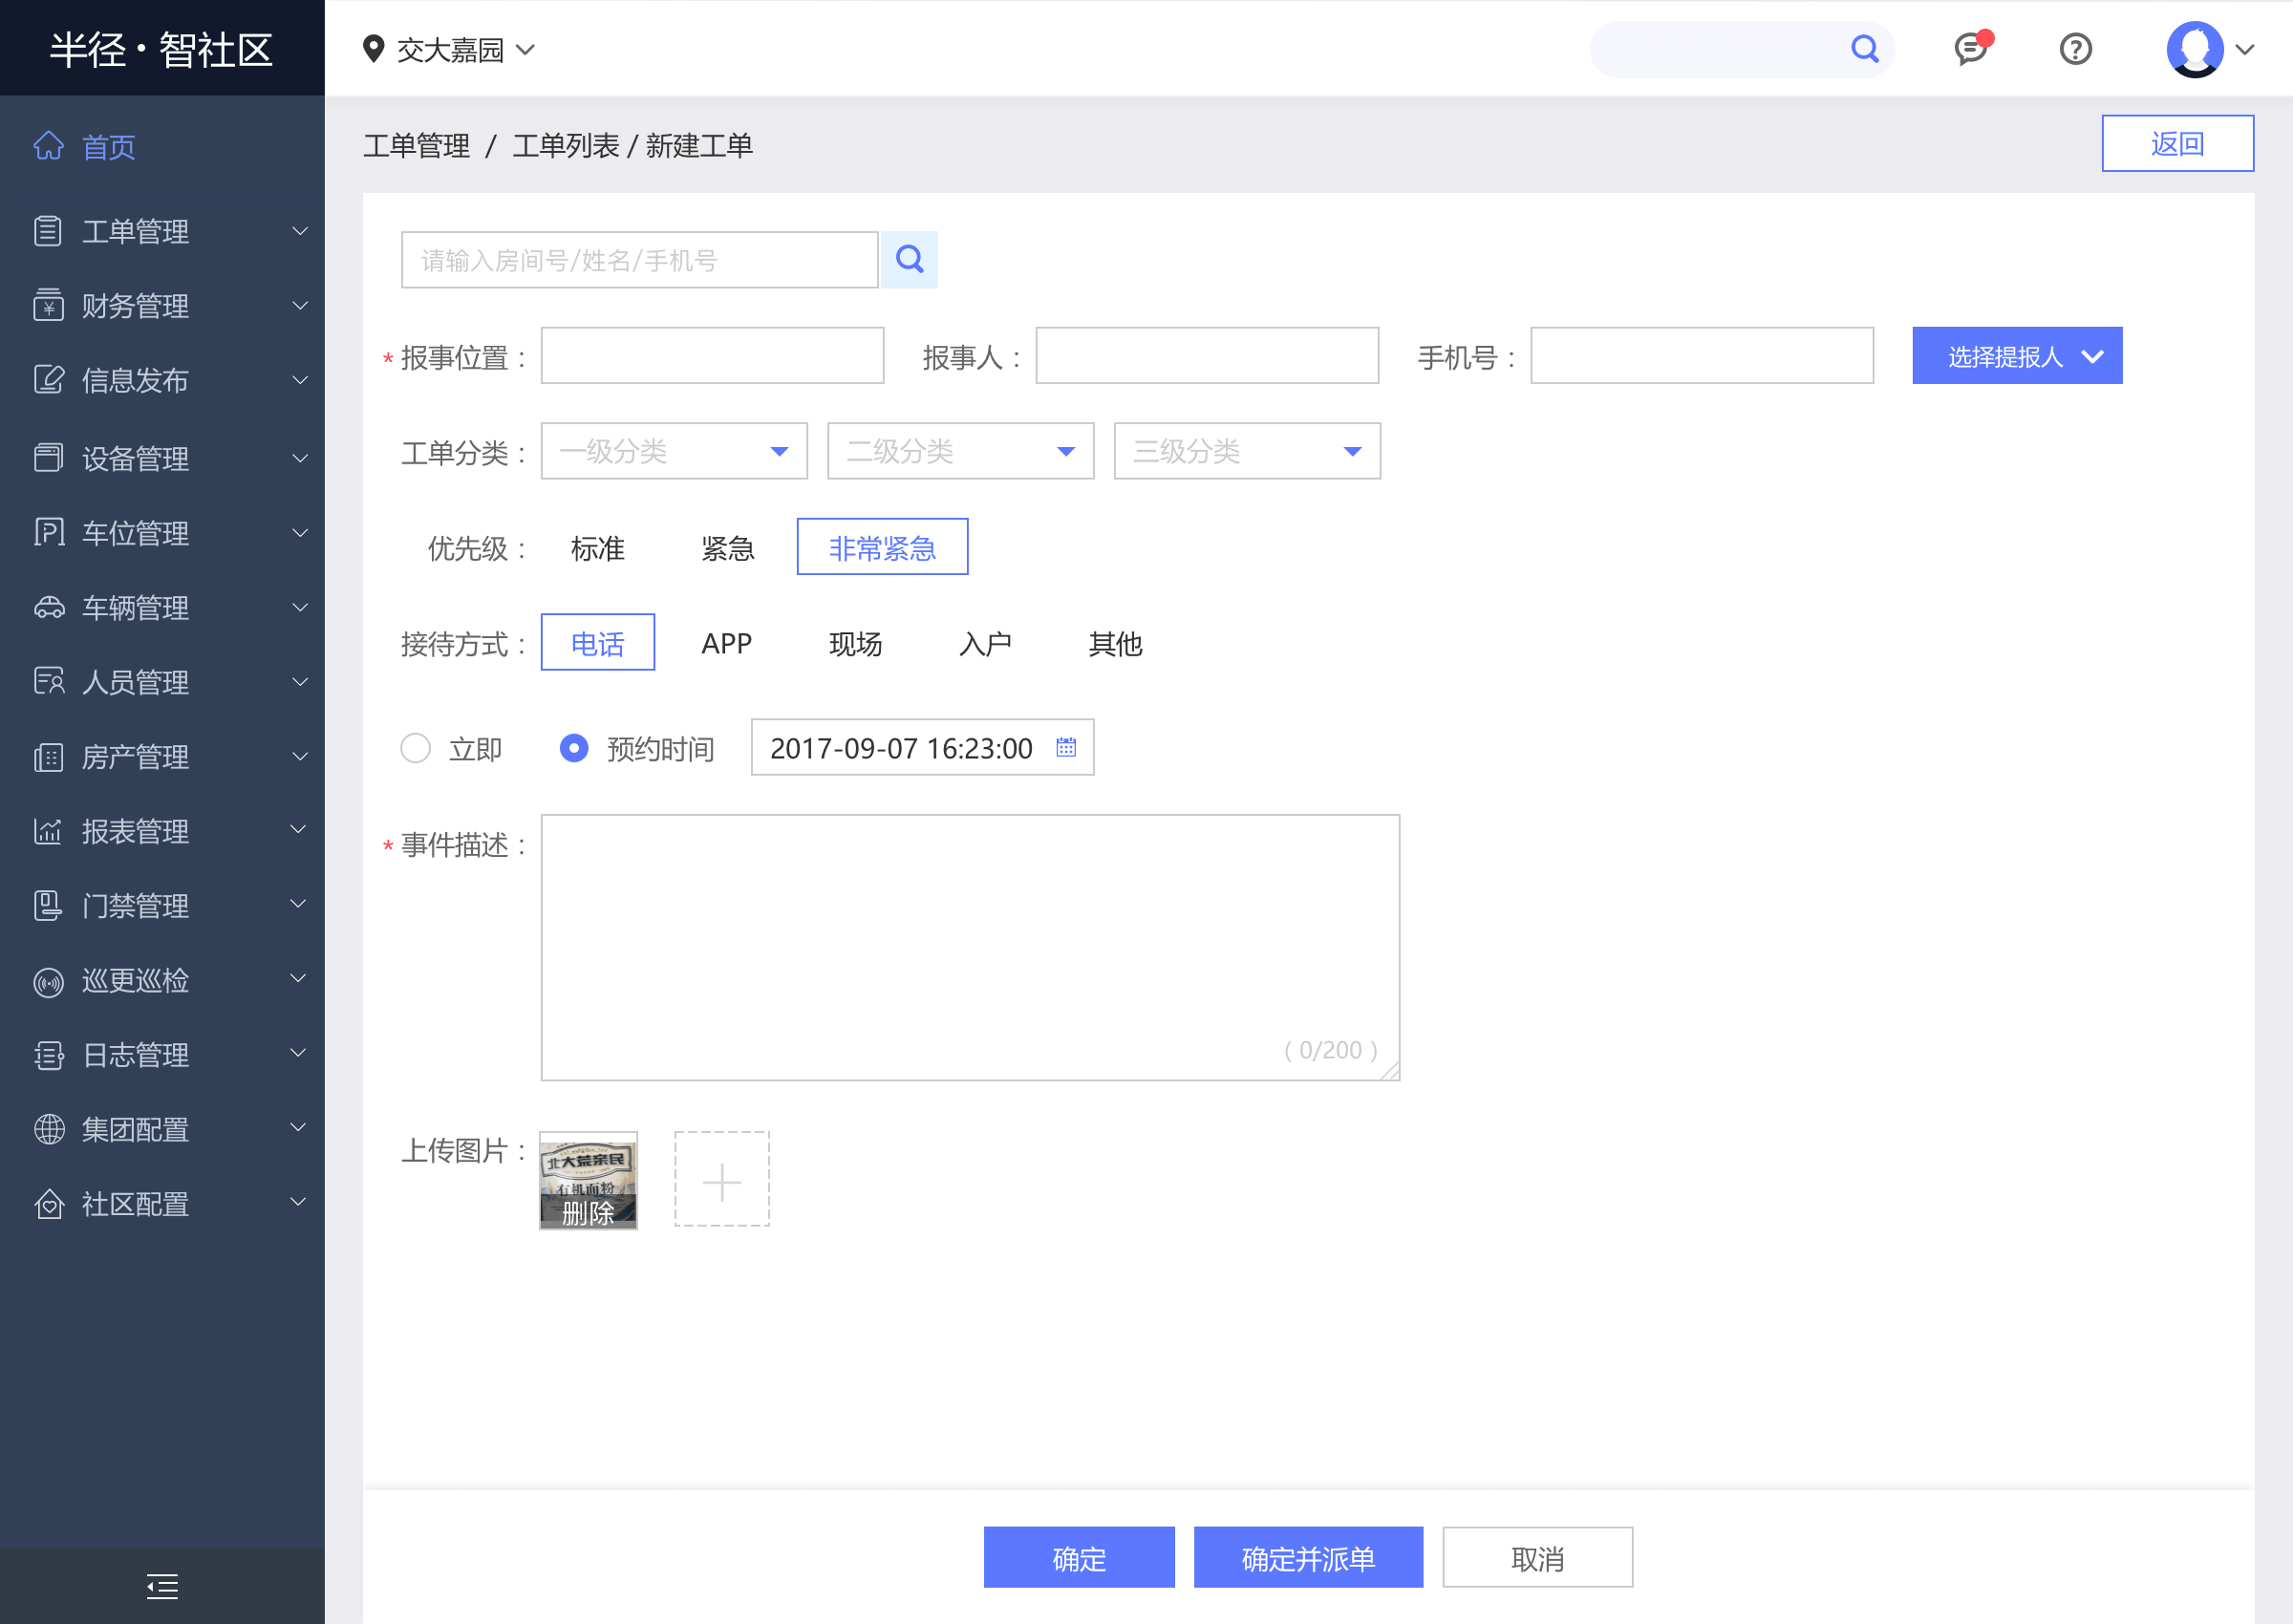 半径·智社区
交大嘉园
首页
工单管理
财务管理
信息发布
设备管理
车位管理
车辆管理
人员管理
房产管理
报表管理
门禁管理
巡更巡检
日志管理
集团配置
社区配置
工单管理 / 工单列表 / 新建工单
返回
请输入房间号/姓名/手机号
* 报事位置：
报事人：
手机号：
选择提报人
工单分类：
一级分类
二级分类
三级分类
优先级： 标准 紧急 非常紧急
接待方式： 电话 APP 现场 入户 其他
立即 预约时间 2017-09-07 16:23:00
* 事件描述：
（0/200）
上传图片：
北大荒亲民
有机面粉
删除
确定
确定并派单
取消